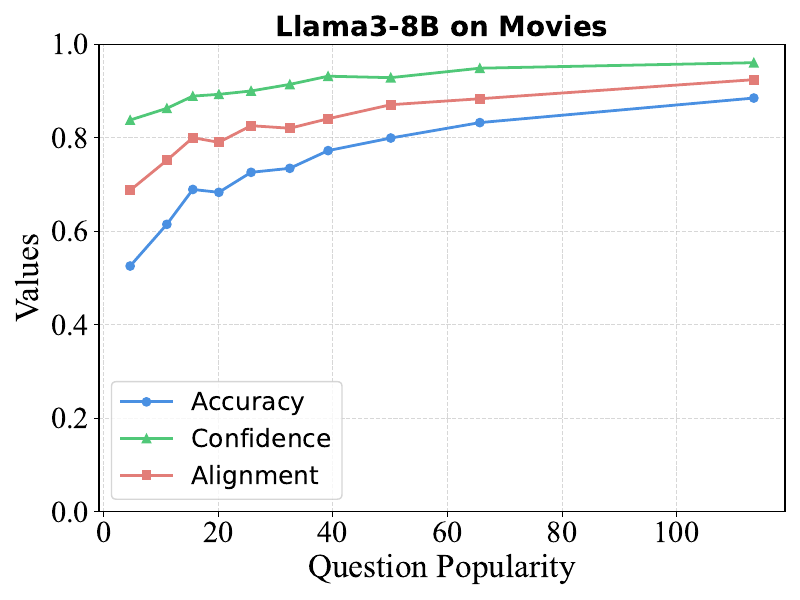 Llama3-8B on Movies
1.0
0.8
0.6
0.4
0.2
0.0
Values
Accuracy
Confidence
Alignment
0 20 40 60 80 100
Question Popularity